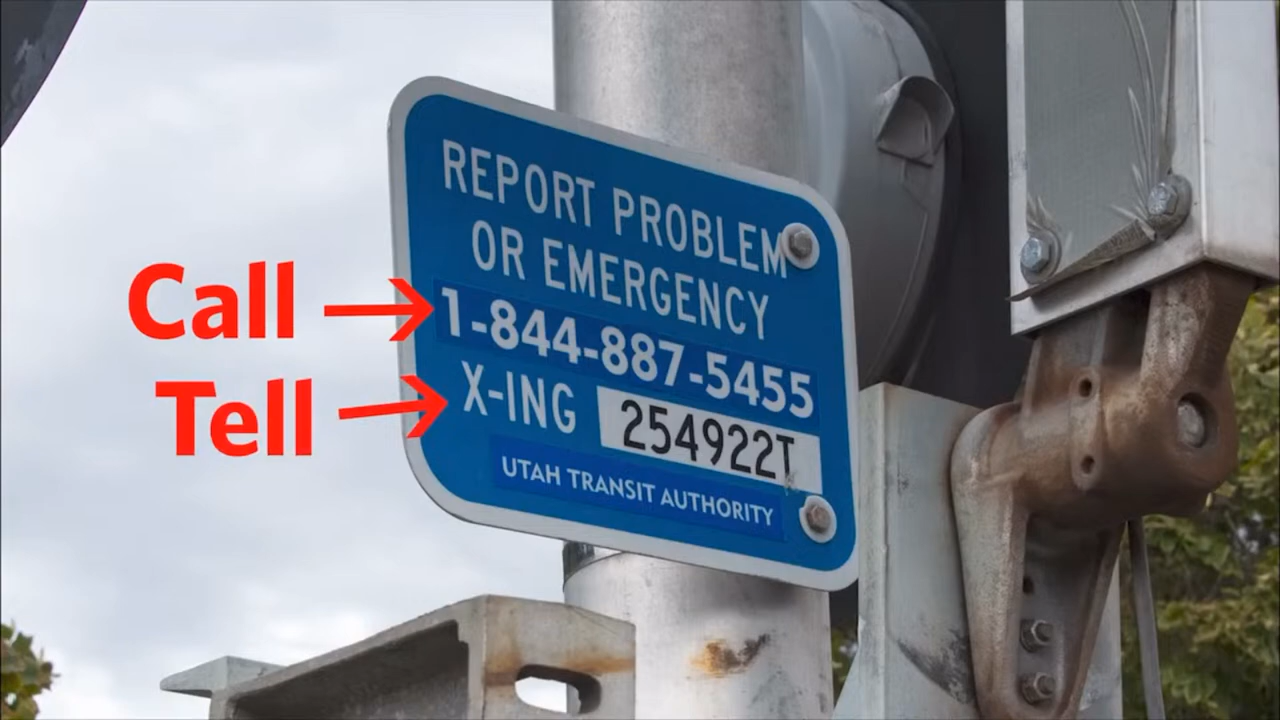 REPORT PROBLEM
OR EMERGENCY
Call → 1-844-887-5455
Tell → X-ING 254922T
UTAH TRANSIT AUTHORITY